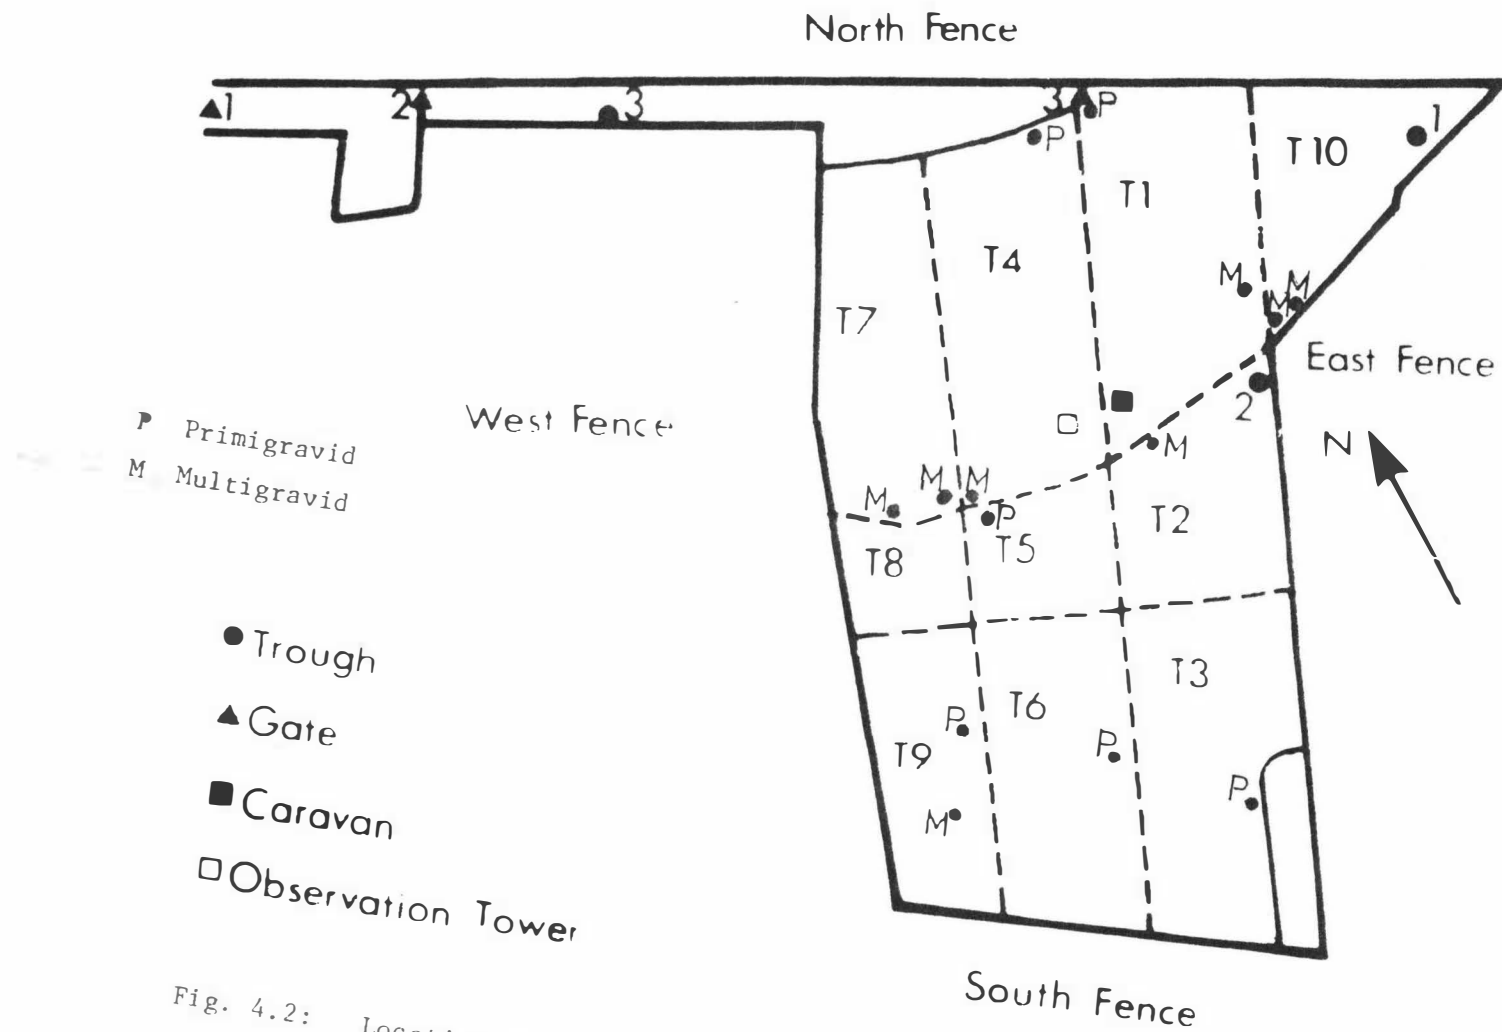 North Fence
1 2 3 3 P 1
P
T10
T1
T4
M M M
T7
East Fence
2
West Fence
N
M
M M M
P
T2
T5
T8
P Primigravid
M Multigravid
T3
T6
P P
T9
P
M
Trough
Gate
Caravan
Observation Tower
South Fence
Fig. 4.2: